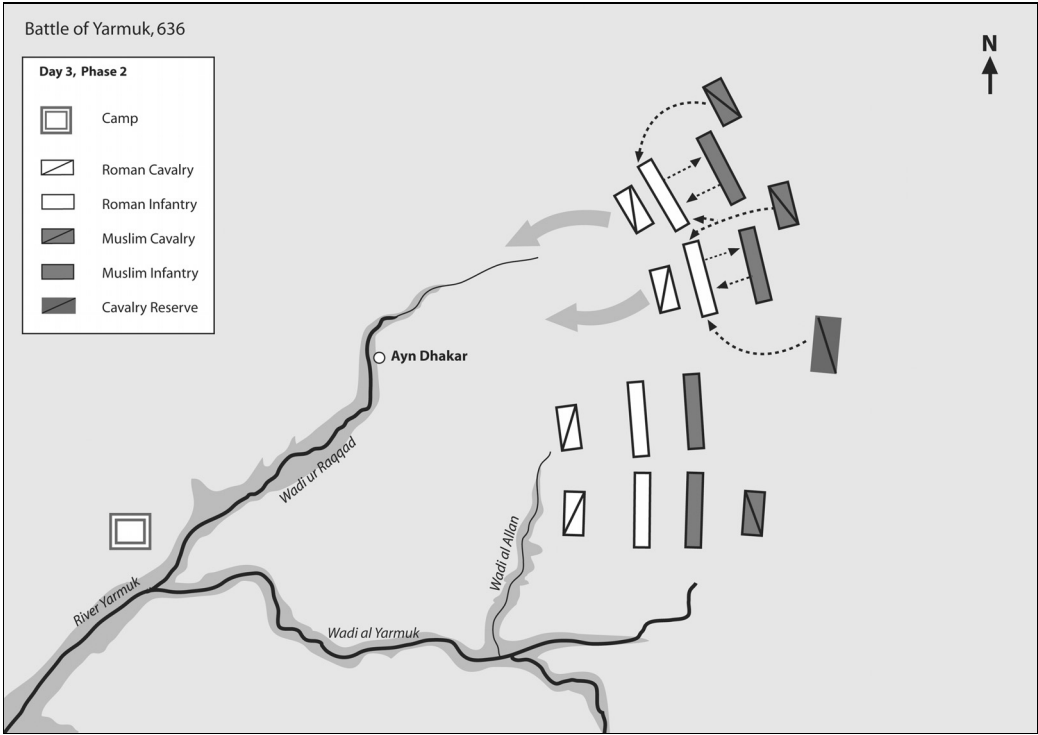 Battle of Yarmuk, 636
N
Day 3, Phase 2
Camp
Roman Cavalry
Roman Infantry
Muslim Cavalry
Muslim Infantry
Cavalry Reserve
Ayn Dhakar
Wadi ur Raqqad
Wadi al Allan
River Yarmuk
Wadi al Yarmuk